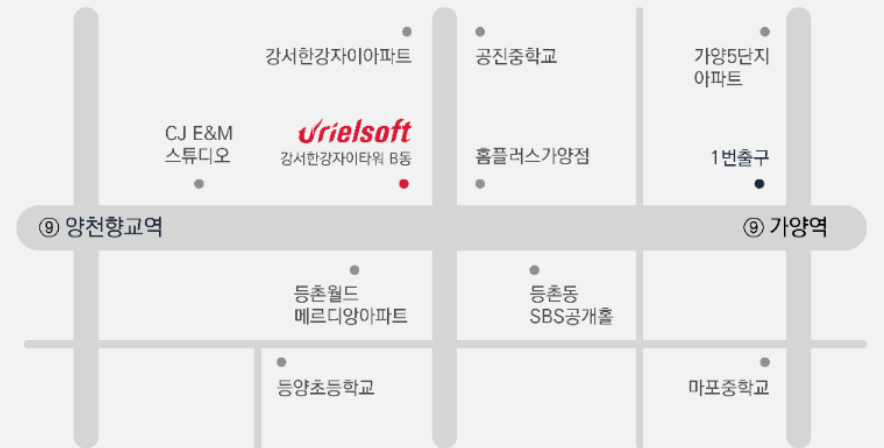 강서한강자이아파트
공진중학교
가양5단지
아파트
CJ E&M
스튜디오
urielsoft
강서한강자이타워 B동
홈플러스가양점
1번출구
⑨ 양천향교역
⑨ 가양역
등촌월드
메르디앙아파트
등촌동
SBS공개홀
등양초등학교
마포중학교